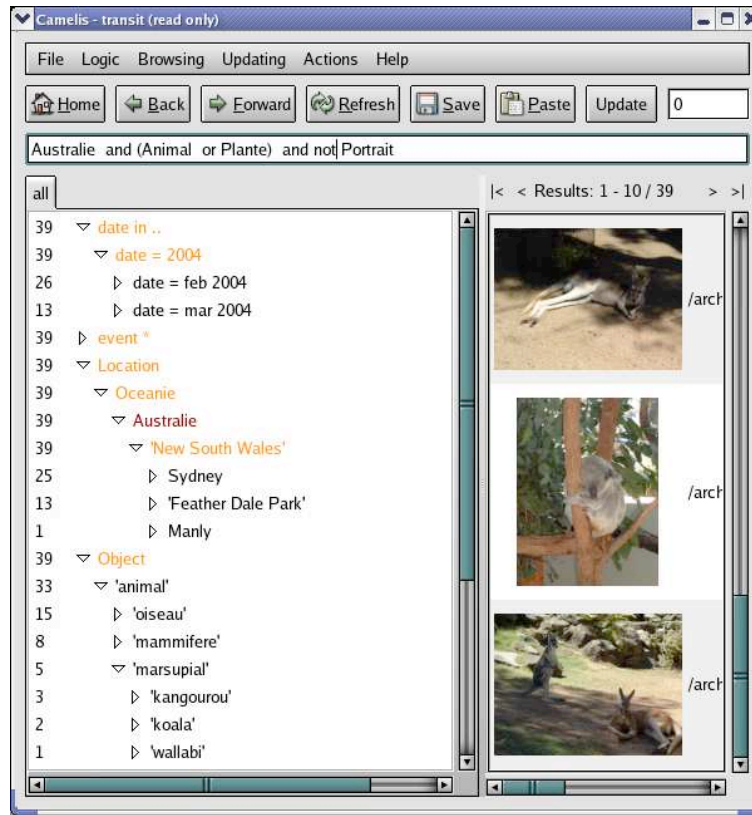 Camelis - transit (read only)
File Logic Browsing Updating Actions Help
Home Back Forward Refresh Save Paste Update 0
Australie and (Animal or Plante) and not Portrait
all
|< < Results: 1 - 10 / 39 > >|
39 date in ..
39 date = 2004
26 date = feb 2004
13 date = mar 2004
39 event *
39 Location
39 Oceanie
39 Australie
39 'New South Wales'
25 Sydney
13 'Feather Dale Park'
1 Manly
39 Object
33 'animal'
15 'oiseau'
8 'mammifere'
5 'marsupial'
3 'kangourou'
2 'koala'
1 'wallabi'
/arch
/arch
/arch